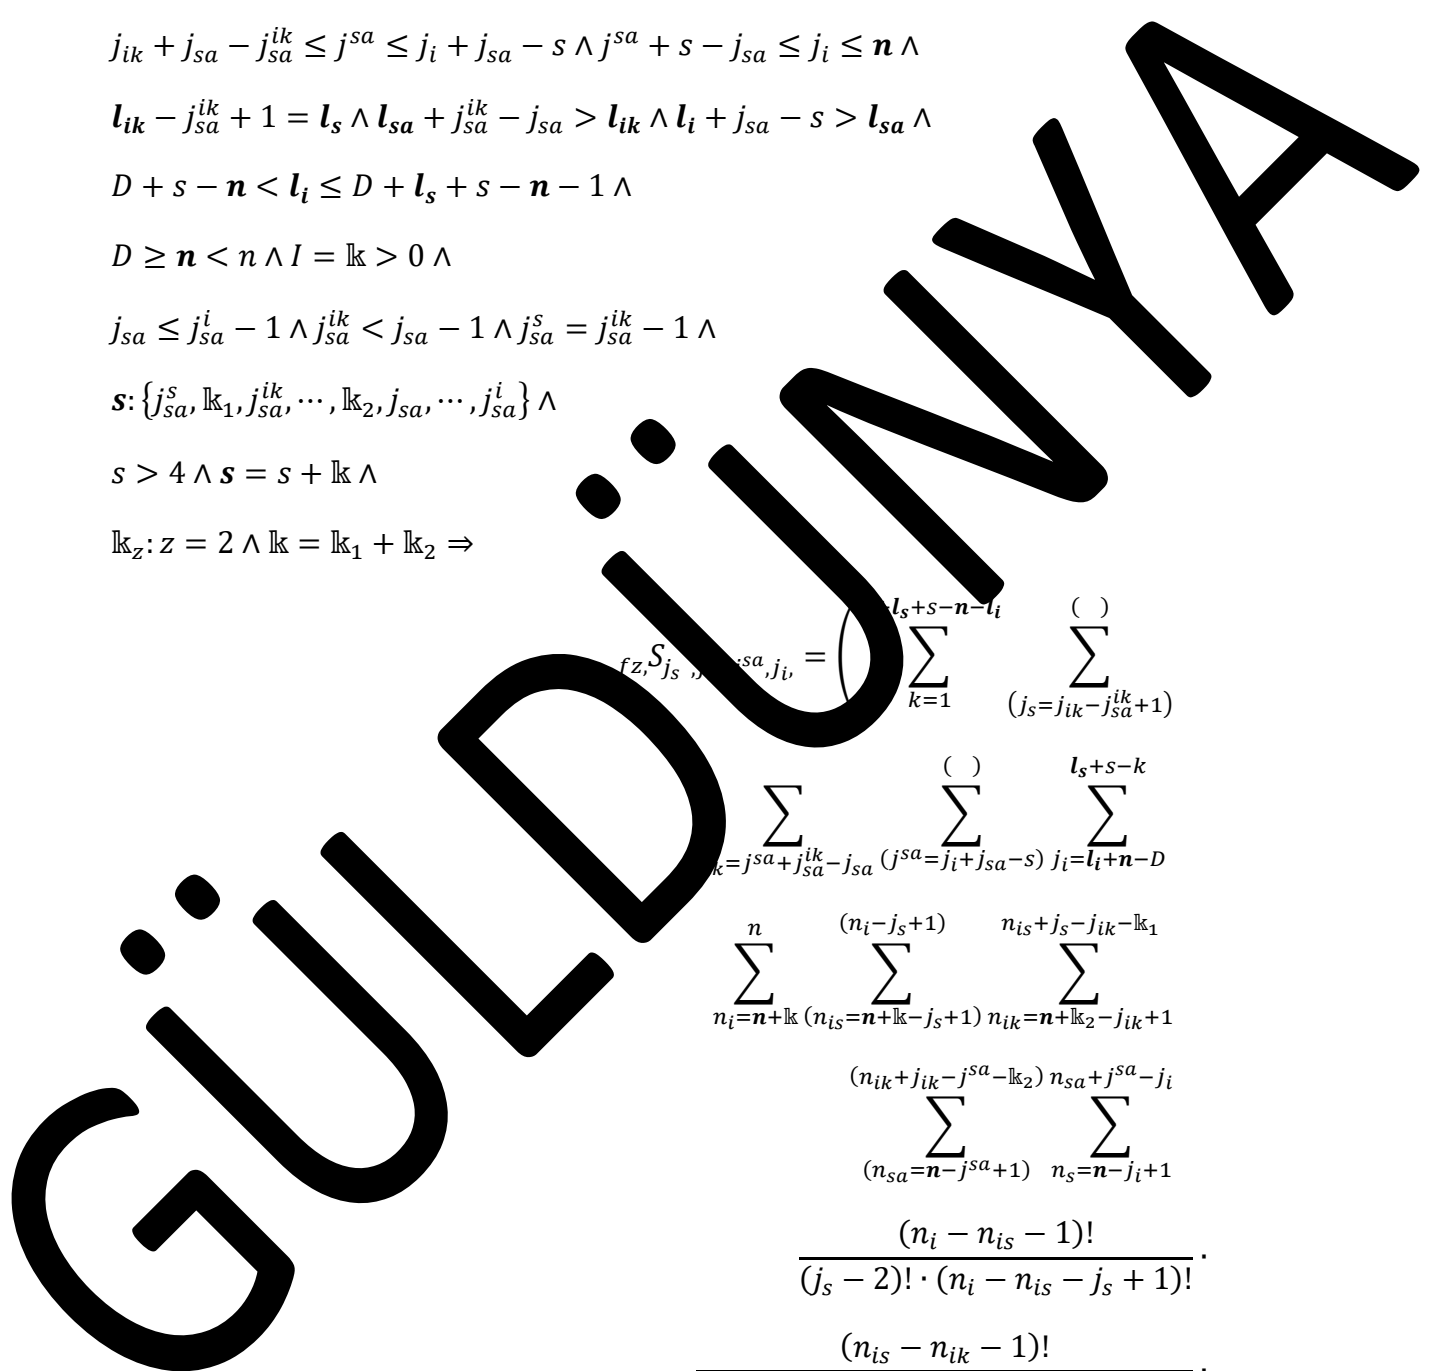 j_{ik} + j_{sa} − j_{sa}^{ik} ≤ j^{sa} ≤ j_i + j_{sa} − s ∧ j^{sa} + s − j_{sa} ≤ j_i ≤ n ∧
l_{ik} − j_{sa}^{ik} + 1 = l_s ∧ l_{sa} + j_{sa}^{ik} − j_{sa} > l_{ik} ∧ l_i + j_{sa} − s > l_{sa} ∧
D + s − n < l_i ≤ D + l_s + s − n − 1 ∧
D ≥ n < n ∧ I = 𝕜 > 0 ∧
j_{sa} ≤ j_{sa}^i − 1 ∧ j_{sa}^{ik} < j_{sa} − 1 ∧ j_{sa}^s = j_{sa}^{ik} − 1 ∧
s: {j_{sa}^s, 𝕜_1, j_{sa}^{ik}, ⋯, 𝕜_2, j_{sa}, ⋯, j_{sa}^i} ∧
s > 4 ∧ s = s + 𝕜 ∧
𝕜_z: z = 2 ∧ 𝕜 = 𝕜_1 + 𝕜_2 ⇒
GÜLDÜNYA
_{fz,}S_{j_s, ^{sa}, j_i,} = ( ∑_{k=1}^{l_s+s−n−l_i} ∑_{(j_s=j_{ik}−j_{sa}^{ik}+1)}^{( )}
∑_{k=j^{sa}+j_{sa}^{ik}−j_{sa}} ∑_{(j^{sa}=j_i+j_{sa}−s)}^{( )} ∑_{j_i=l_i+n−D}^{l_s+s−k}
∑_{n_i=n+𝕜}^{n} ∑_{(n_{is}=n+𝕜−j_s+1)}^{(n_i−j_s+1)} ∑_{n_{ik}=n+𝕜_2−j_{ik}+1}^{n_{is}+j_s−j_{ik}−𝕜_1}
∑_{(n_{sa}=n−j^{sa}+1)}^{(n_{ik}+j_{ik}−j^{sa}−𝕜_2)} ∑_{n_s=n−j_i+1}^{n_{sa}+j^{sa}−j_i}
(n_i − n_{is} − 1)!
(j_s − 2)! · (n_i − n_{is} − j_s + 1)! ·
(n_{is} − n_{ik} − 1)! ·